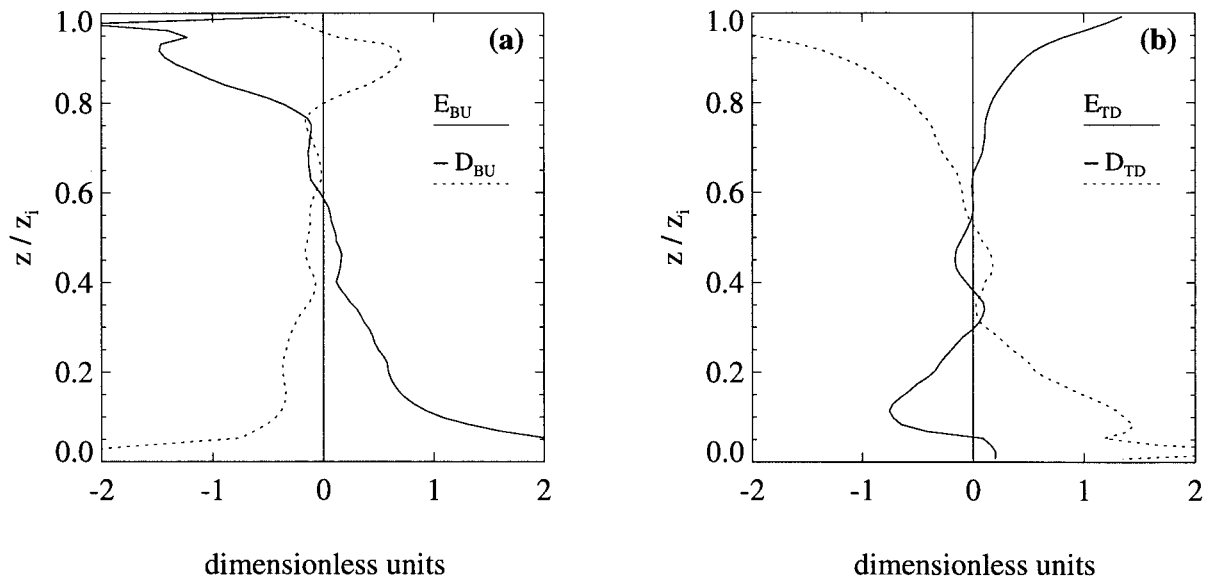 (a)
z / z_i
1.0
0.8
0.6
0.4
0.2
0.0
E_BU
– D_BU
-2 -1 0 1 2
dimensionless units
(b)
z / z_i
1.0
0.8
0.6
0.4
0.2
0.0
E_TD
– D_TD
-2 -1 0 1 2
dimensionless units